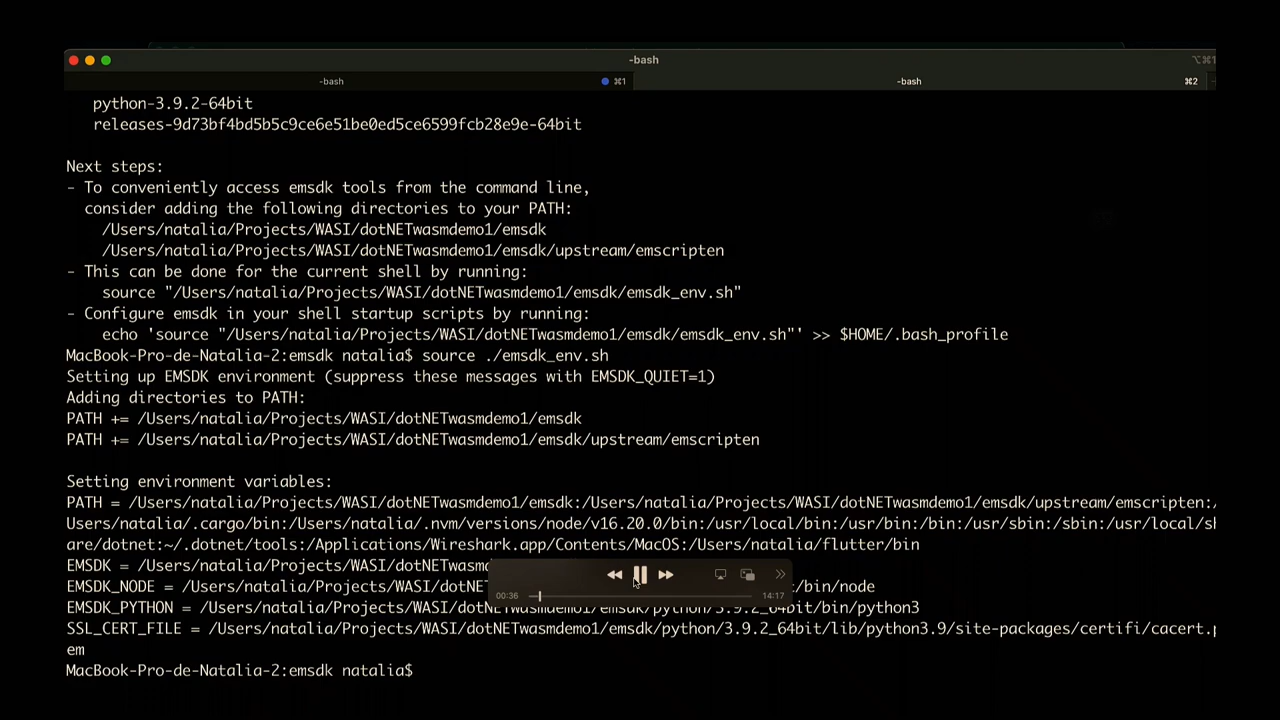 -bash
⌥⌘1
-bash
⌘1
-bash
⌘2
python-3.9.2-64bit
releases-9d73bf4bd5b5c9ce6e51be0ed5ce6599fcb28e9e-64bit
Next steps:
- To conveniently access emsdk tools from the command line,
consider adding the following directories to your PATH:
/Users/natalia/Projects/WASI/dotNETwasmdemo1/emsdk
/Users/natalia/Projects/WASI/dotNETwasmdemo1/emsdk/upstream/emscripten
- This can be done for the current shell by running:
source "/Users/natalia/Projects/WASI/dotNETwasmdemo1/emsdk/emsdk_env.sh"
- Configure emsdk in your shell startup scripts by running:
echo 'source "/Users/natalia/Projects/WASI/dotNETwasmdemo1/emsdk/emsdk_env.sh"' >> $HOME/.bash_profile
MacBook-Pro-de-Natalia-2:emsdk natalia$ source ./emsdk_env.sh
Setting up EMSDK environment (suppress these messages with EMSDK_QUIET=1)
Adding directories to PATH:
PATH += /Users/natalia/Projects/WASI/dotNETwasmdemo1/emsdk
PATH += /Users/natalia/Projects/WASI/dotNETwasmdemo1/emsdk/upstream/emscripten
Setting environment variables:
PATH = /Users/natalia/Projects/WASI/dotNETwasmdemo1/emsdk:/Users/natalia/Projects/WASI/dotNETwasmdemo1/emsdk/upstream/emscripten:/
Users/natalia/.cargo/bin:/Users/natalia/.nvm/versions/node/v16.20.0/bin:/usr/local/bin:/usr/bin:/bin:/usr/sbin:/sbin:/usr/local/sh
are/dotnet:~/.dotnet/tools:/Applications/Wireshark.app/Contents/MacOS:/Users/natalia/flutter/bin
EMSDK = /Users/natalia/Projects/WASI/dotNETwasmd
EMSDK_NODE = /Users/natalia/Projects/WASI/dotNET /bin/node
EMSDK_PYTHON = /Users/natalia/Projects/WASI/dotNETwasmdemo1/emsdk/python/3.9.2_64bit/bin/python3
00:36 14:17
SSL_CERT_FILE = /Users/natalia/Projects/WASI/dotNETwasmdemo1/emsdk/python/3.9.2_64bit/lib/python3.9/site-packages/certifi/cacert.p
em
MacBook-Pro-de-Natalia-2:emsdk natalia$